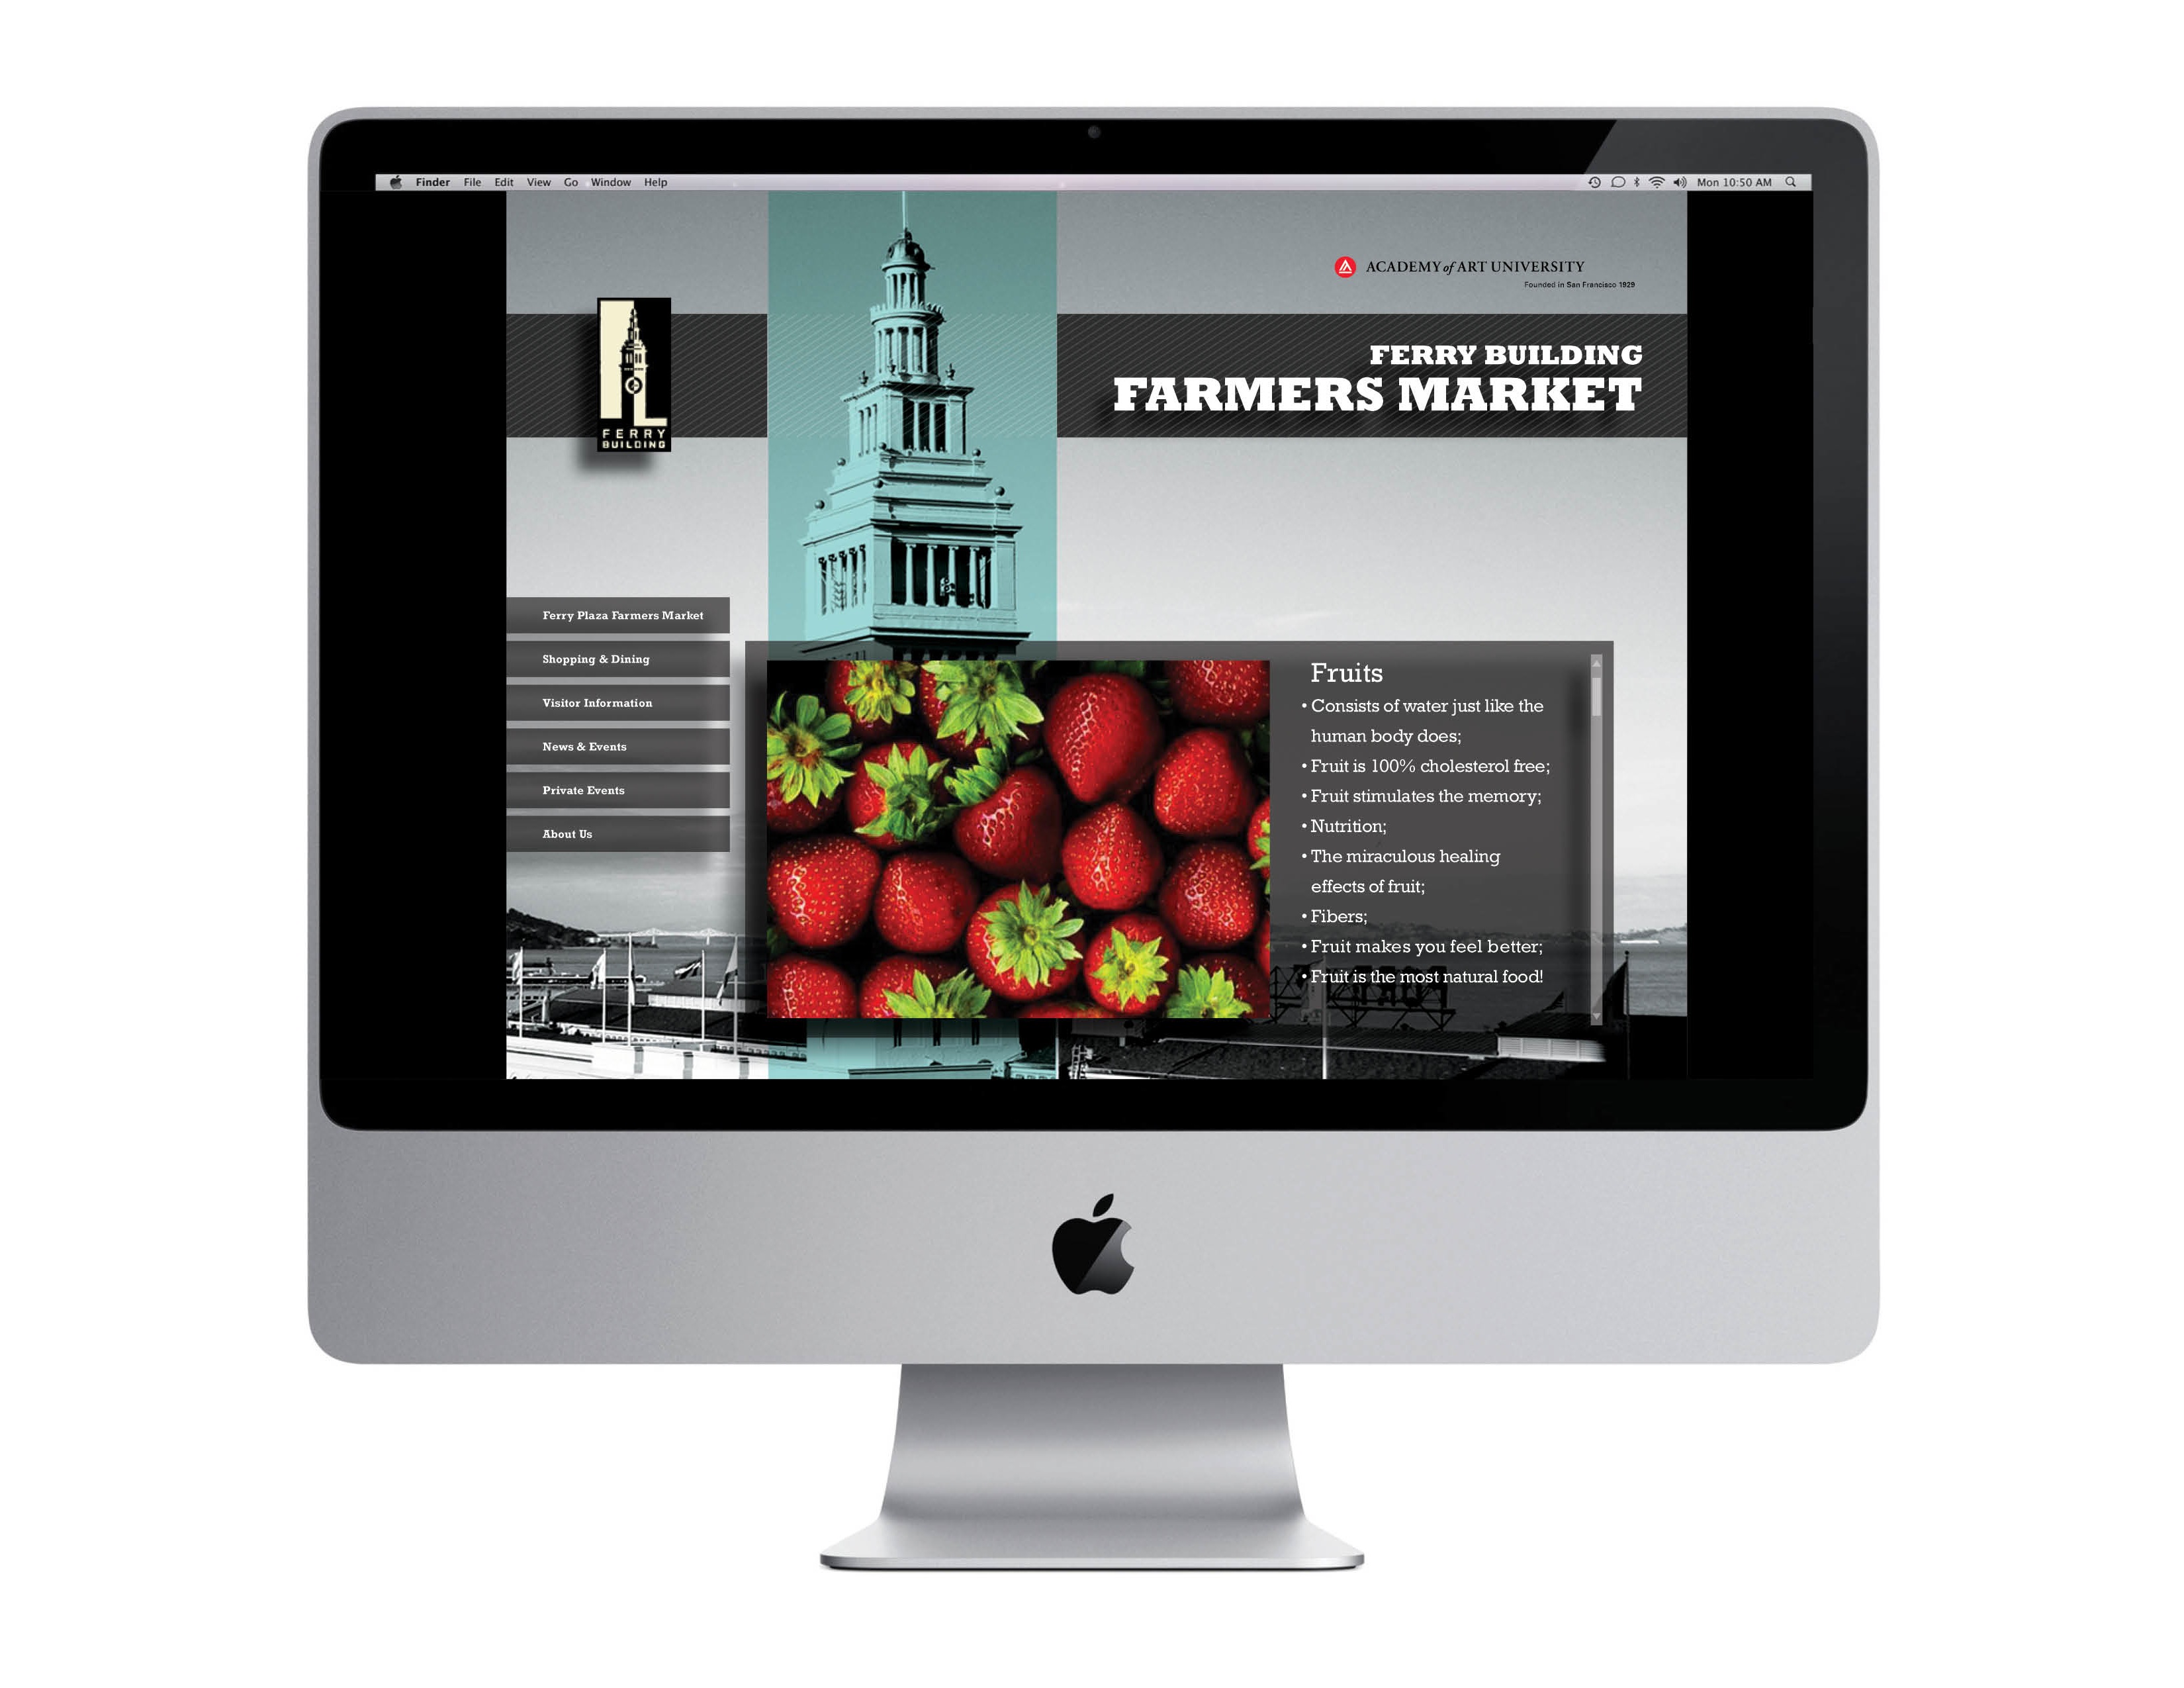 Finder File Edit View Go Window Help
Mon 10:50 AM
ACADEMY of ART UNIVERSITY
Founded in San Francisco 1929
FERRY BUILDING
FARMERS MARKET
FERRY
BUILDING
Ferry Plaza Farmers Market
Shopping & Dining
Visitor Information
News & Events
Private Events
About Us
Fruits
• Consists of water just like the
human body does;
• Fruit is 100% cholesterol free;
• Fruit stimulates the memory;
• Nutrition;
• The miraculous healing
effects of fruit;
• Fibers;
• Fruit makes you feel better;
• Fruit is the most natural food!